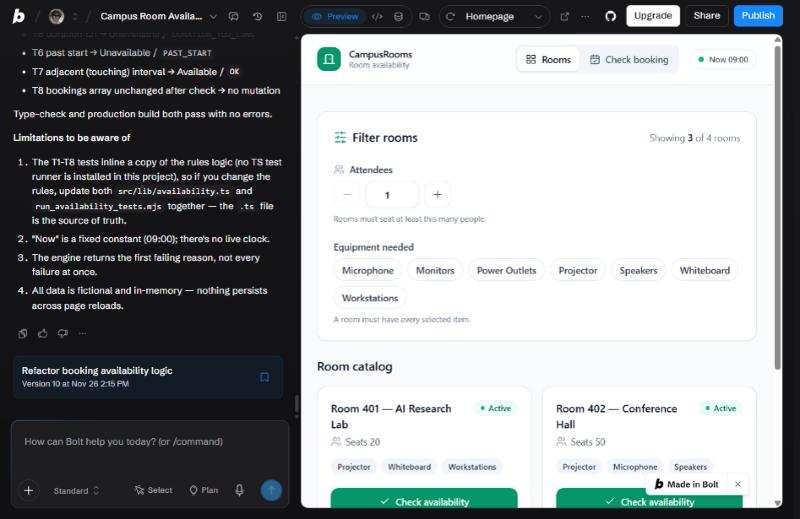 Campus Room Availa...
Preview
Homepage
Upgrade
Share
Publish
T6 past start → Unavailable / PAST_START
T7 adjacent (touching) interval → Available / OK
T8 bookings array unchanged after check → no mutation
Type-check and production build both pass with no errors.
Limitations to be aware of
1. The T1-T8 tests inline a copy of the rules logic (no TS test
runner is installed in this project), so if you change the
rules, update both src/lib/availability.ts and
run_availability_tests.mjs together — the .ts file
is the source of truth.
2. "Now" is a fixed constant (09:00); there's no live clock.
3. The engine returns the first failing reason, not every
failure at once.
4. All data is fictional and in-memory — nothing persists
across page reloads.
Refactor booking availability logic
Version 10 at Nov 26 2:15 PM
How can Bolt help you today? (or /command)
Standard
Select
Plan
CampusRooms
Room availability
Rooms
Check booking
Now 09:00
Filter rooms
Showing 3 of 4 rooms
Attendees
− 1 +
Rooms must seat at least this many people.
Equipment needed
Microphone Monitors Power Outlets Projector Speakers Whiteboard
Workstations
A room must have every selected item.
Room catalog
Room 401 — AI Research
Lab
Active
Seats 20
Projector Whiteboard Workstations
Check availability
Room 402 — Conference
Hall
Active
Seats 50
Projector Microphone Speakers
Check availability
b Made in Bolt